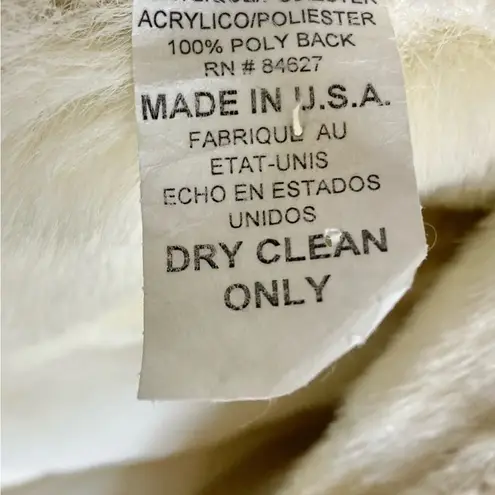 ACRYLICO/POLIESTER
100% POLY BACK
RN # 84627
MADE IN U.S.A.
FABRIQUE AU
ETAT-UNIS
ECHO EN ESTADOS
UNIDOS
DRY CLEAN
ONLY